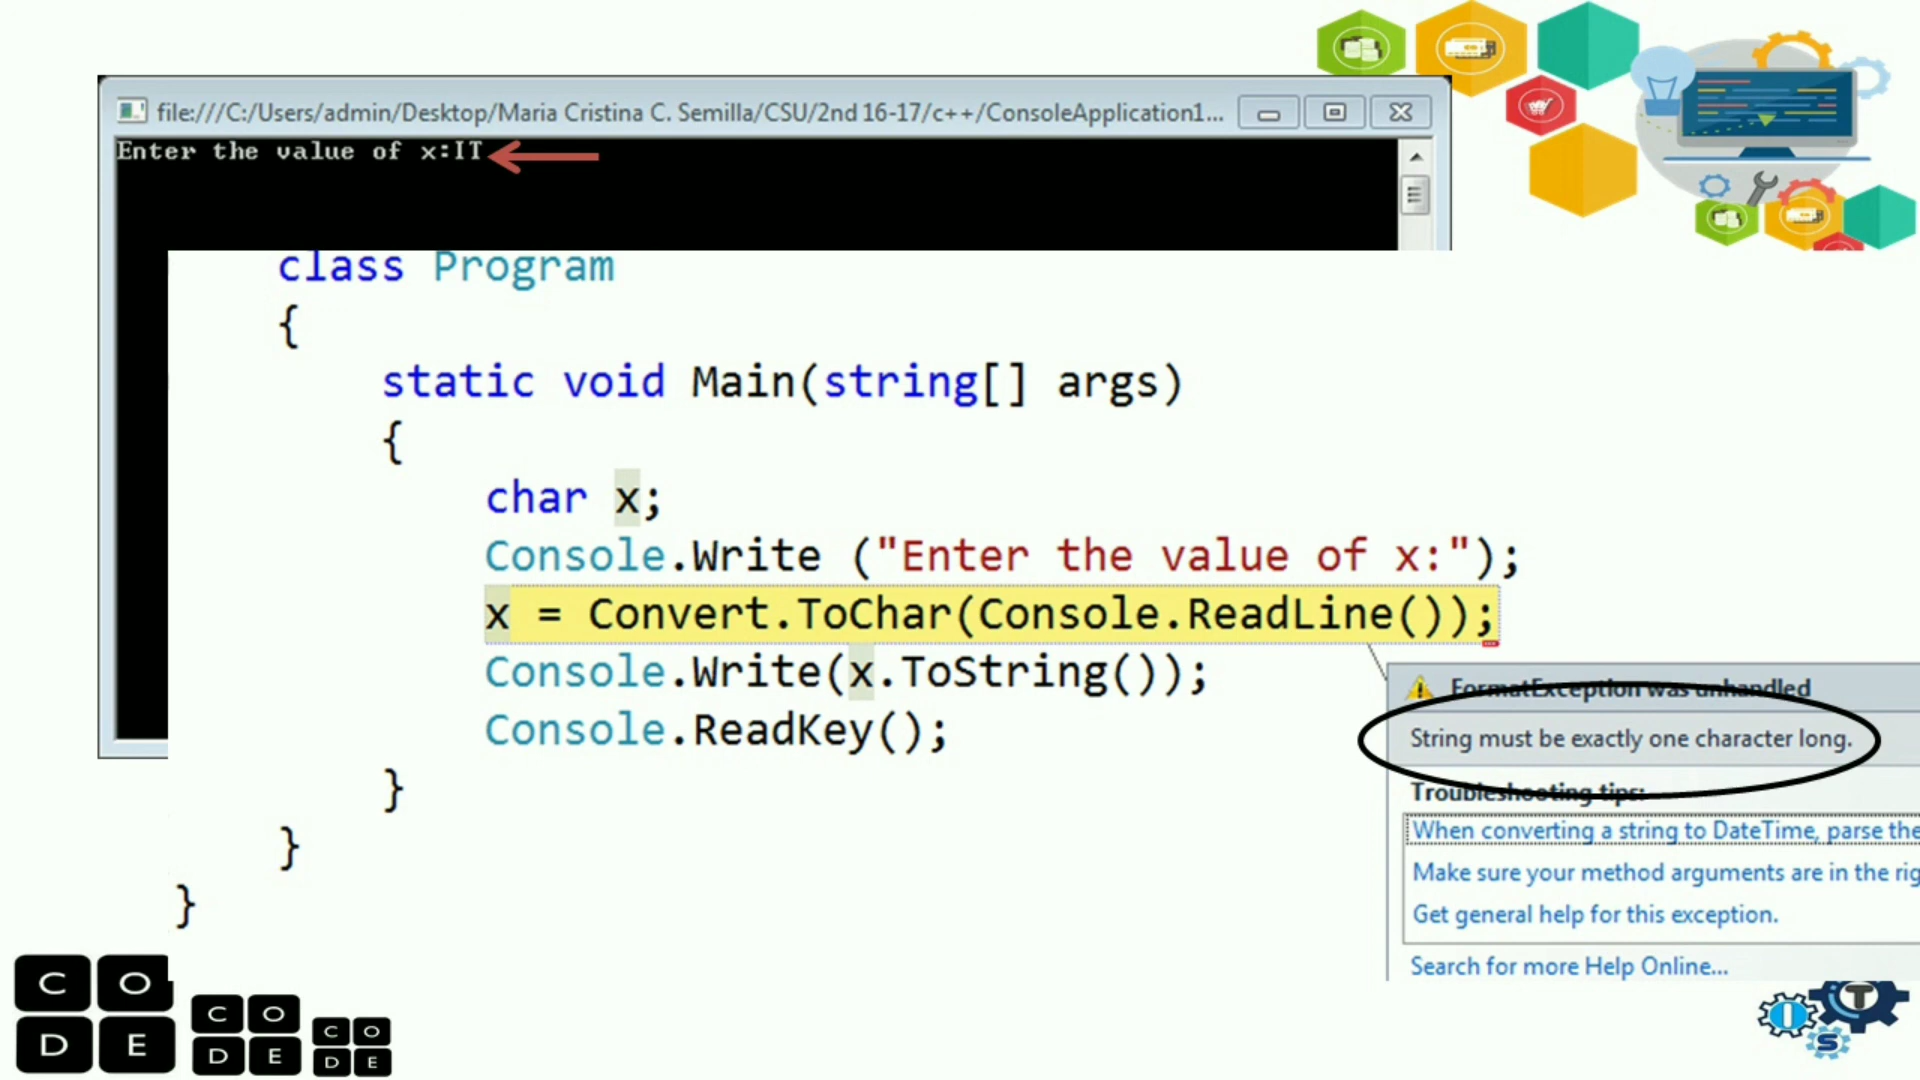 file:///C:/Users/admin/Desktop/Maria Cristina C. Semilla/CSU/2nd 16-17/c++/ConsoleApplication1...
Enter the value of x:IT
class Program
{
static void Main(string[] args)
{
char x;
Console.Write ("Enter the value of x:");
x = Convert.ToChar(Console.ReadLine());
Console.Write(x.ToString());
Console.ReadKey();
}
}
}
FormatException was unhandled
String must be exactly one character long.
Troubleshooting tips:
When converting a string to DateTime, parse the
Make sure your method arguments are in the rig
Get general help for this exception.
Search for more Help Online...
C O
D E
C O
D E
C O
D E
I T
S